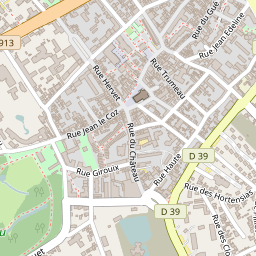 913
Rue du Gué
Rue Jean Edeline
Rue Hervet
Rue Trumeau
Rue Jean le Coz
Rue du Château
D 39
Rue Giroux
Rue Haute
D 39
Rue des Hortensias
Rue des Clo